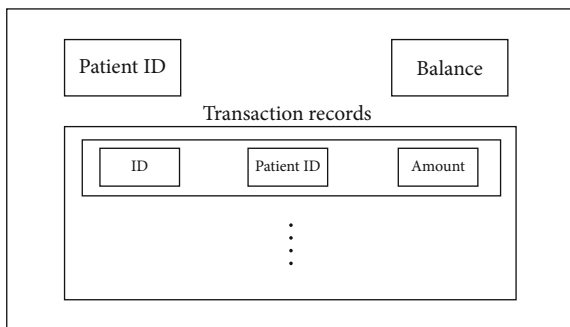 Patient ID
Balance
Transaction records
ID
Patient ID
Amount